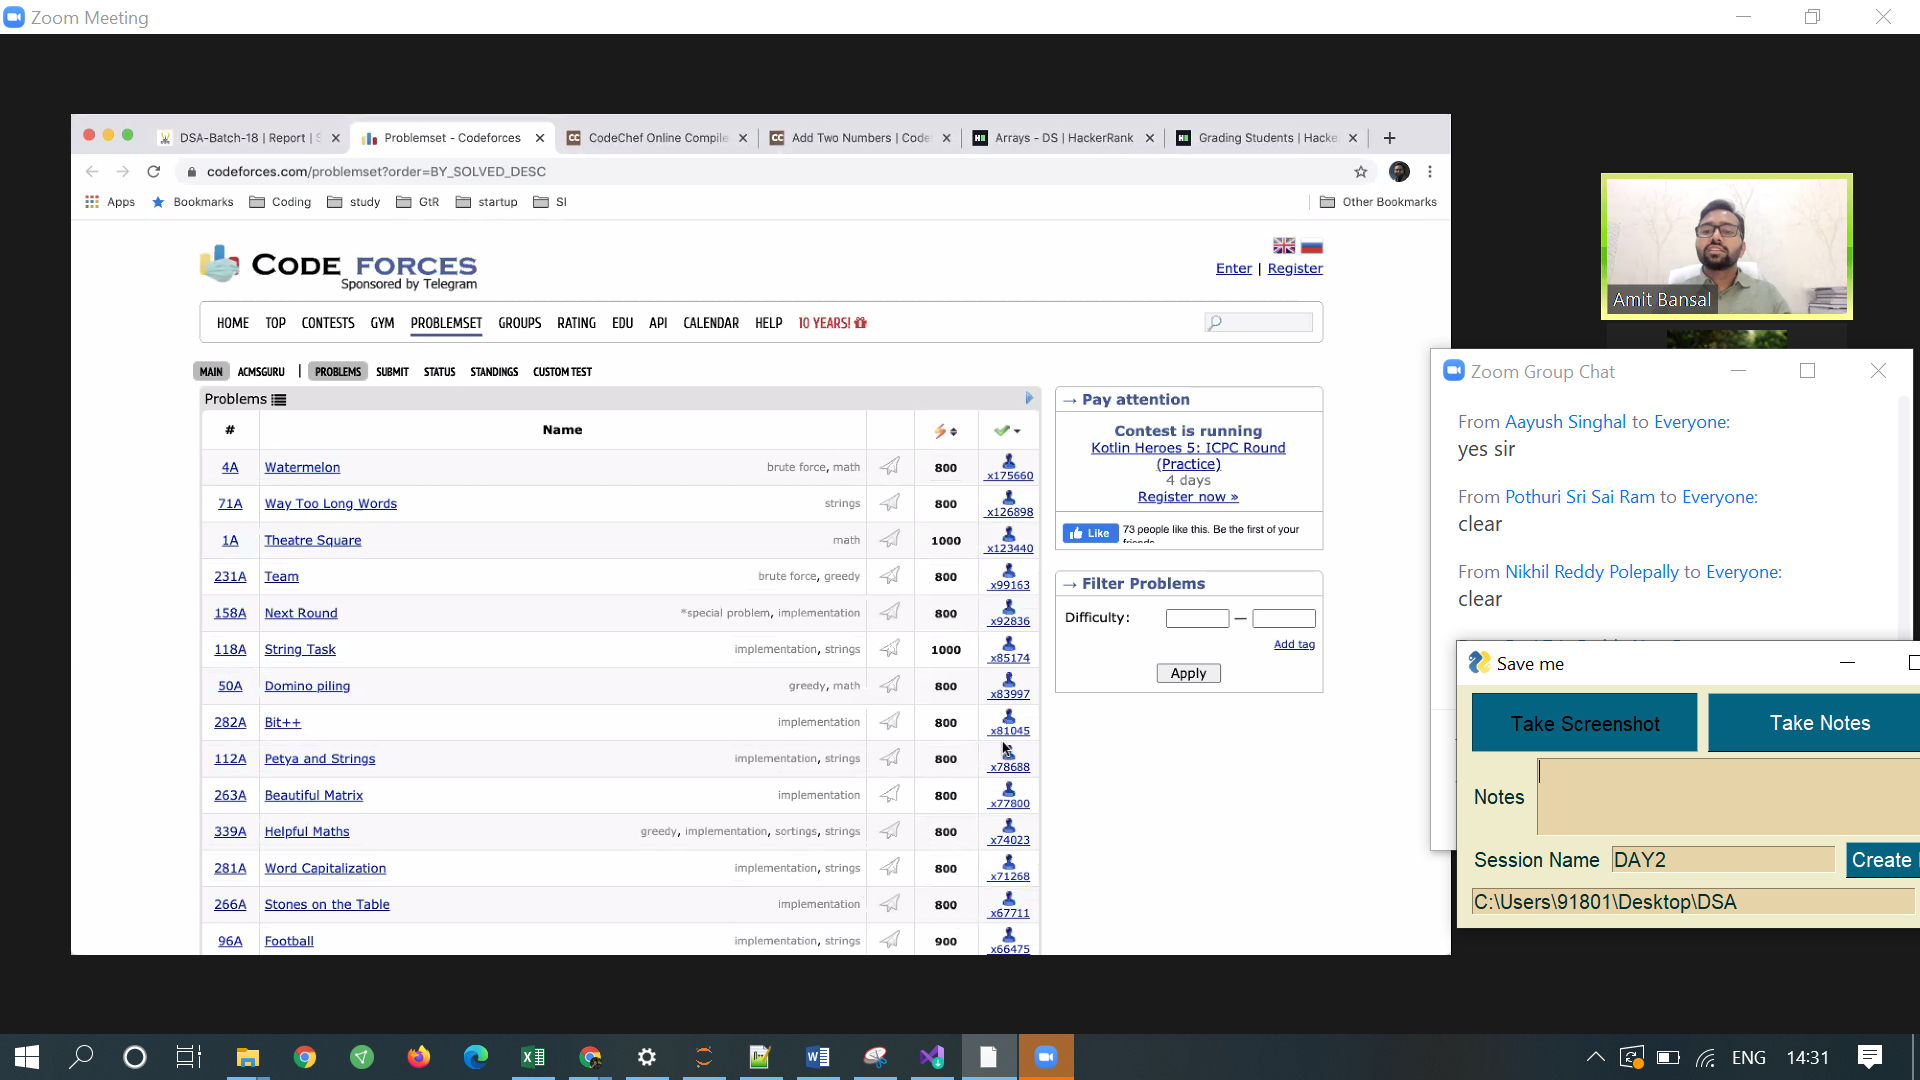 Zoom Meeting
DSA-Batch-18 | Report | S
Problemset - Codeforces
CodeChef Online Compile
Add Two Numbers | Code
Arrays - DS | HackerRank
Grading Students | Hacke
codeforces.com/problemset?order=BY_SOLVED_DESC
Apps Bookmarks Coding study GtR startup SI Other Bookmarks
CODE FORCES
Sponsored by Telegram
Enter | Register
HOME TOP CONTESTS GYM PROBLEMSET GROUPS RATING EDU API CALENDAR HELP 10 YEARS!
MAIN ACMSGURU | PROBLEMS SUBMIT STATUS STANDINGS CUSTOM TEST
Problems
# Name
4A Watermelon brute force, math 800 x175660
71A Way Too Long Words strings 800 x126898
1A Theatre Square math 1000 x123440
231A Team brute force, greedy 800 x99163
158A Next Round *special problem, implementation 800 x92836
118A String Task implementation, strings 1000 x85174
50A Domino piling greedy, math 800 x83997
282A Bit++ implementation 800 x81045
112A Petya and Strings implementation, strings 800 x78688
263A Beautiful Matrix implementation 800 x77800
339A Helpful Maths greedy, implementation, sortings, strings 800 x74023
281A Word Capitalization implementation, strings 800 x71268
266A Stones on the Table implementation 800 x67711
96A Football implementation, strings 900 x66475
→ Pay attention
Contest is running
Kotlin Heroes 5: ICPC Round
(Practice)
4 days
Register now »
Like 73 people like this. Be the first of your
friends.
→ Filter Problems
Difficulty: —
Add tag
Apply
Amit Bansal
Zoom Group Chat
From Aayush Singhal to Everyone:
yes sir
From Pothuri Sri Sai Ram to Everyone:
clear
From Nikhil Reddy Polepally to Everyone:
clear
Save me
Take Screenshot Take Notes
Notes
Session Name DAY2 Create
C:\Users\91801\Desktop\DSA
ENG 14:31